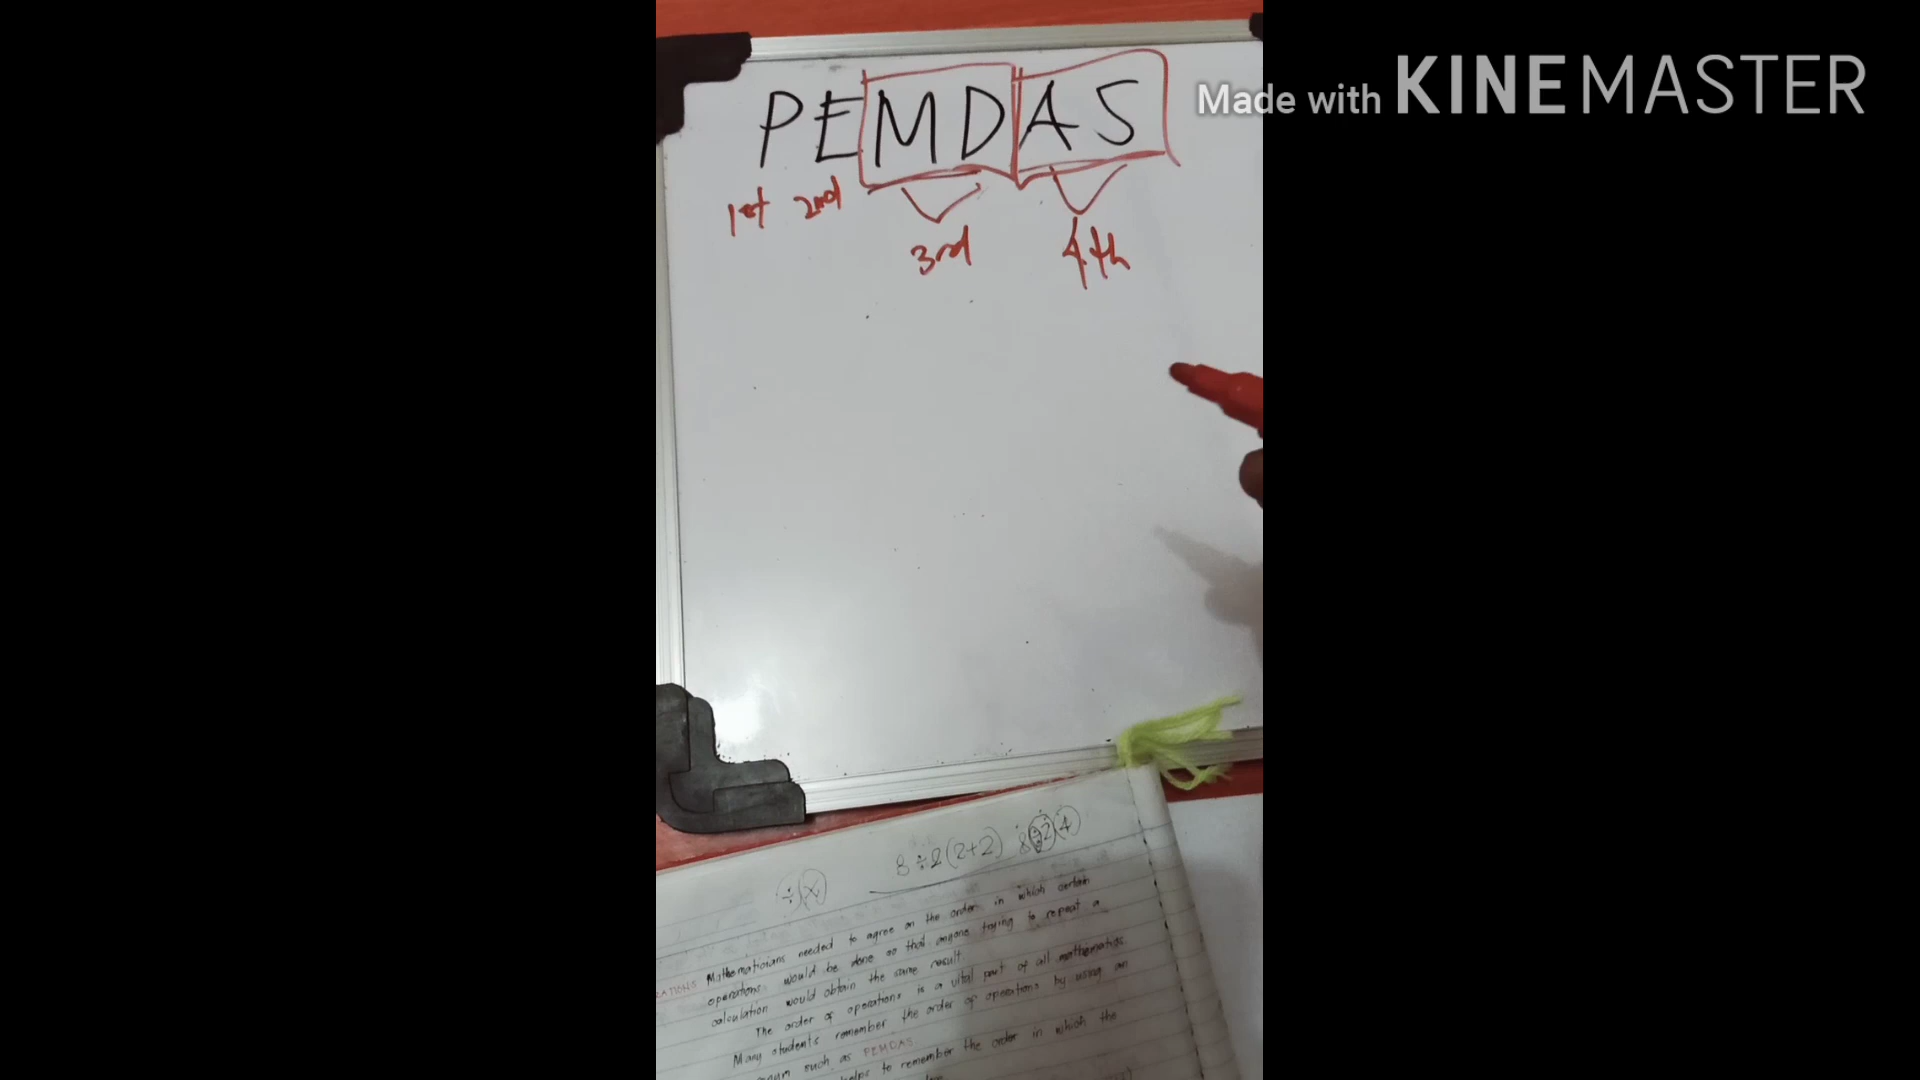 Made with KINEMASTER
PEMDAS
1st 2nd
3rd 4th
8÷2(2+2) 8÷2(4)
÷ x
Mathematicians needed to agree on the order in which certain
operations would be done so that anyone trying to repeat a
calculation would obtain the same result.
The order of operations is a vital part of all mathematics.
Many students remember the order of operations by using an
such as PEMDAS.
helps to remember the order in which the